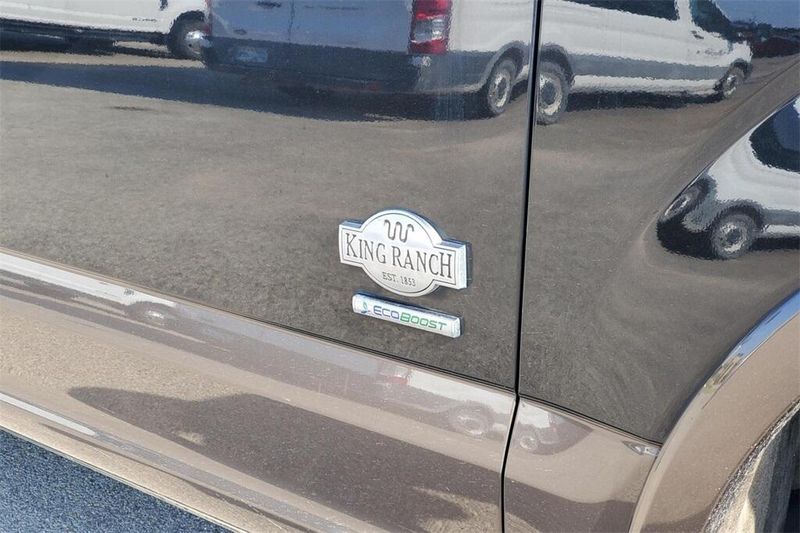 KING RANCH
EST. 1853
ECOBOOST